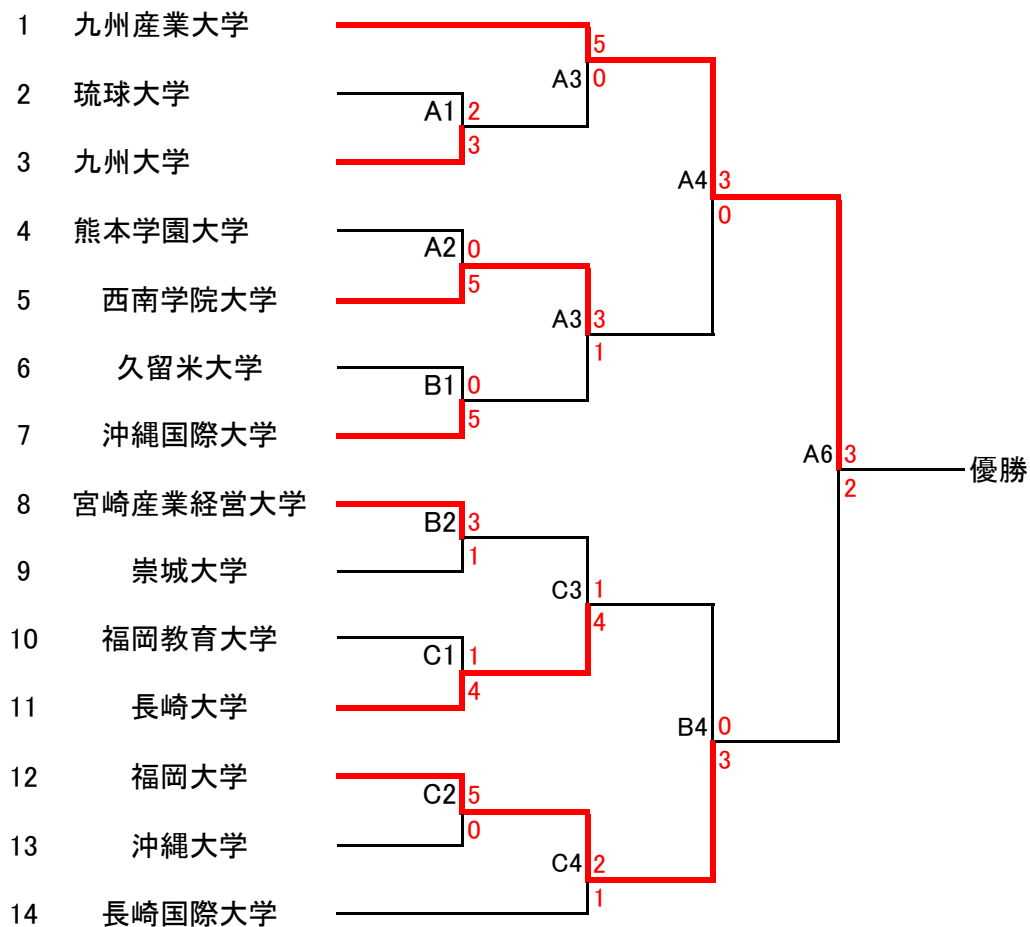 1 九州産業大学
5
A3 0
2 琉球大学
A1 2
3
3 九州大学
A4 3
0
4 熊本学園大学
A2 0
5
5 西南学院大学
A3 3
1
6 久留米大学
B1 0
5
7 沖縄国際大学
A6 3
優勝
2
8 宮崎産業経営大学
B2 3
1
9 崇城大学
C3 1
4
10 福岡教育大学
C1 1
4
11 長崎大学
B4 0
3
12 福岡大学
C2 5
0
13 沖縄大学
C4 2
1
14 長崎国際大学